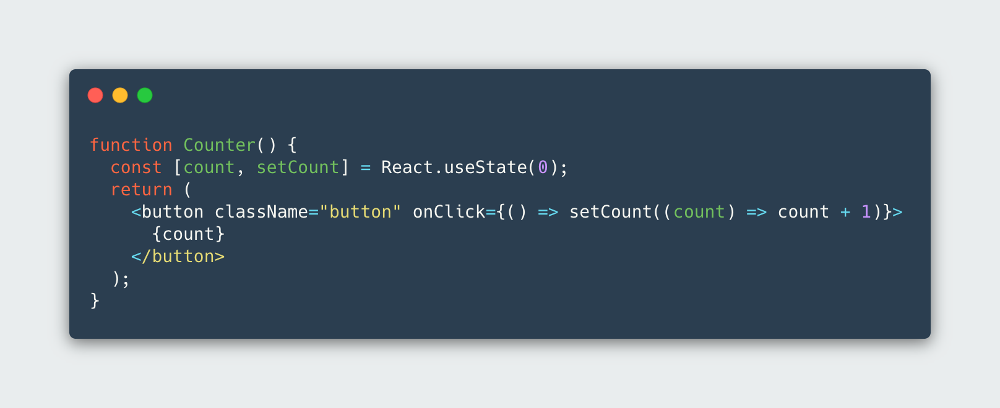 function Counter() {
  const [count, setCount] = React.useState(0);
  return (
    <button className="button" onClick={() => setCount((count) => count + 1)}>
      {count}
    </button>
  );
}